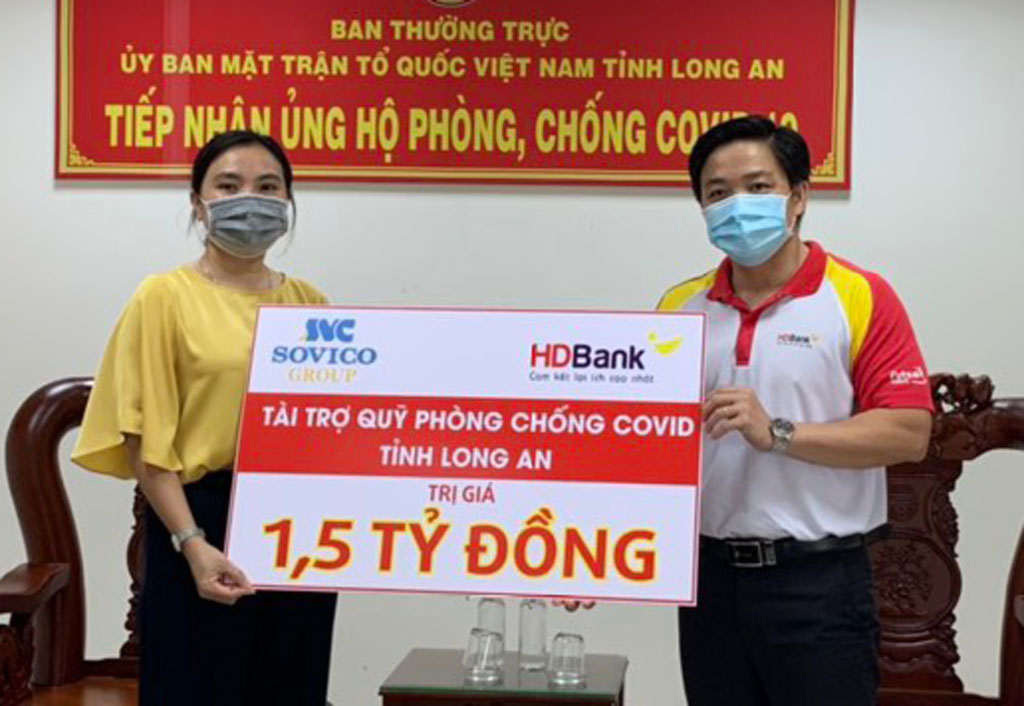 BAN THƯỜNG TRỰC
ỦY BAN MẶT TRẬN TỔ QUỐC VIỆT NAM TỈNH LONG AN
TIẾP NHẬN ỦNG HỘ PHÒNG, CHỐNG
SVC
SOVICO
GROUP
HDBank
Cam kết lợi ích cao nhất
TÀI TRỢ QUỸ PHÒNG CHỐNG COVID
TỈNH LONG AN
TRỊ GIÁ
1,5 TỶ ĐỒNG
HDBank
Futsal